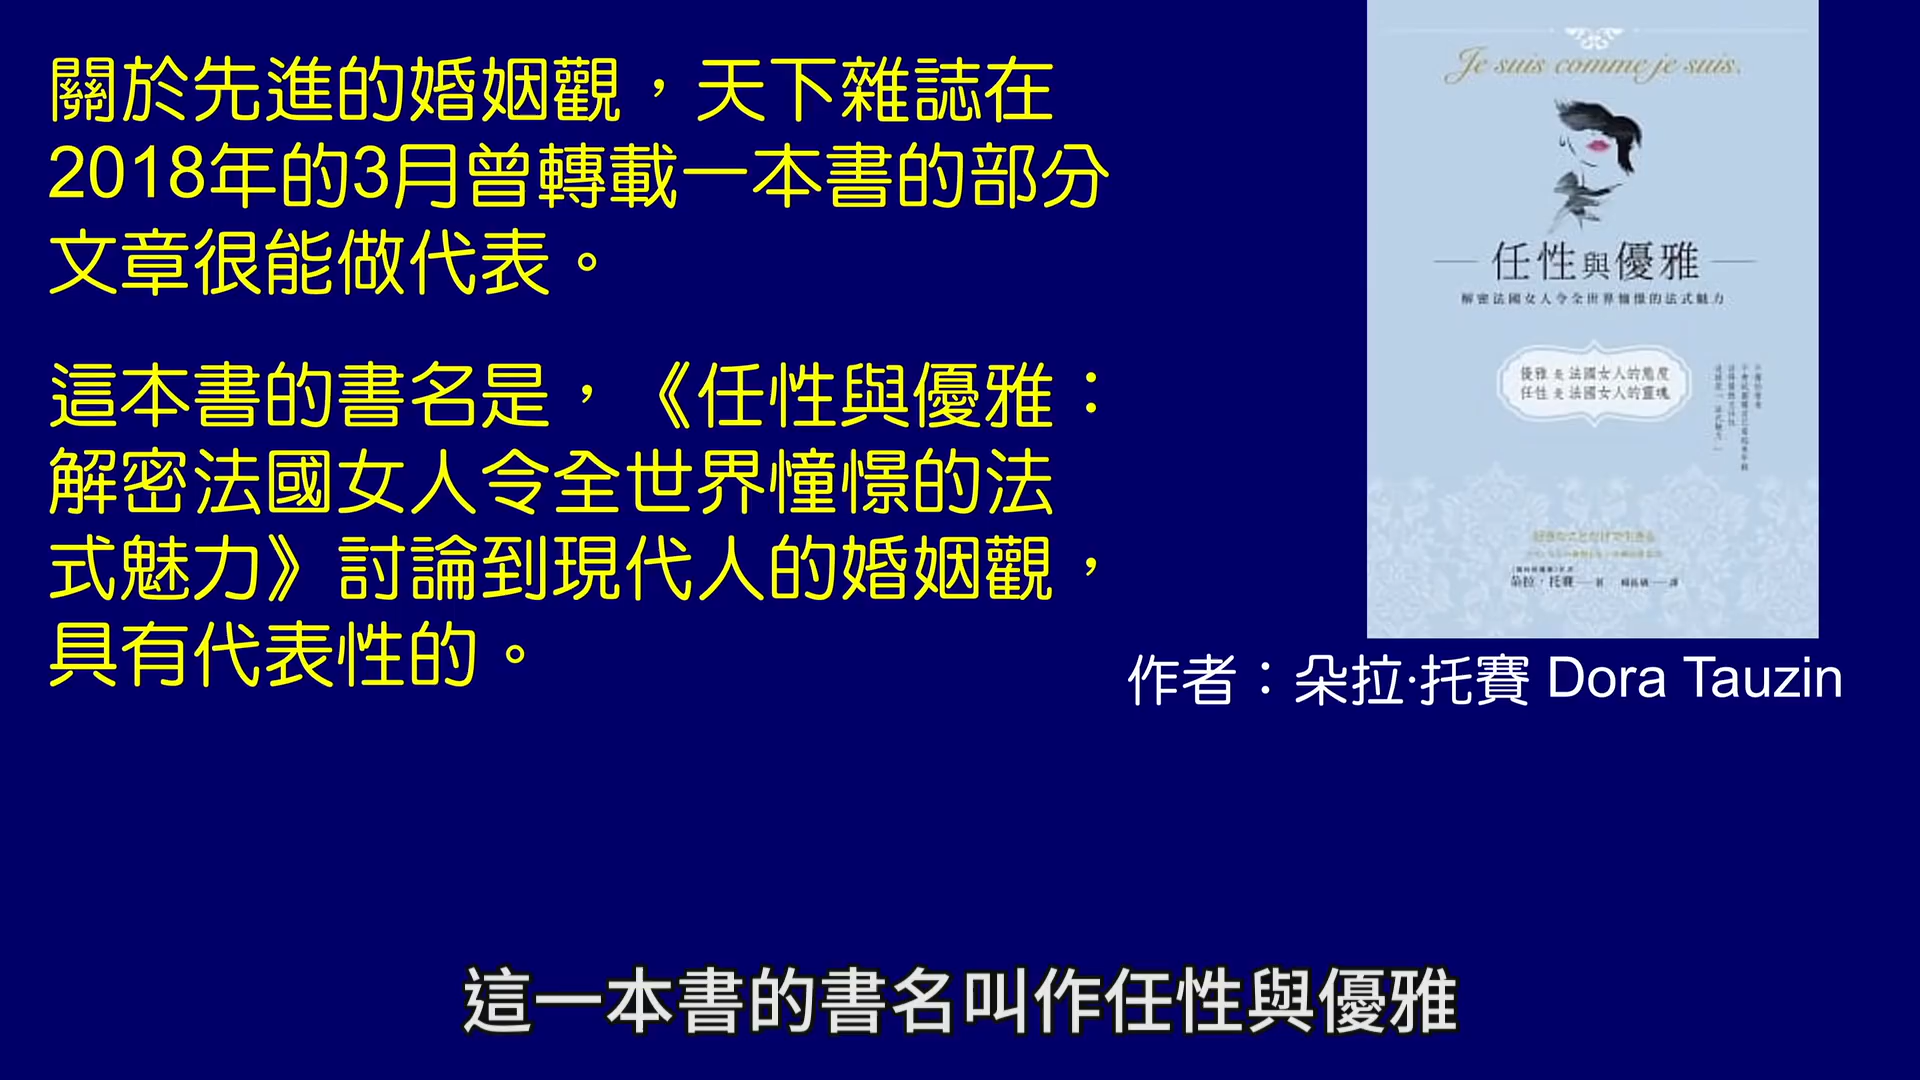 關於先進的婚姻觀，天下雜誌在
2018年的3月曾轉載一本書的部分
文章很能做代表。
這本書的書名是，《任性與優雅：
解密法國女人令全世界憧憬的法
式魅力》討論到現代人的婚姻觀，
具有代表性的。
Je suis comme je suis.
任性與優雅
解密法國女人令全世界憧憬的法式魅力
優雅是法國女人的態度
任性是法國女人的靈魂
朵拉·托賽
作者：朵拉·托賽 Dora Tauzin
這一本書的書名叫作任性與優雅